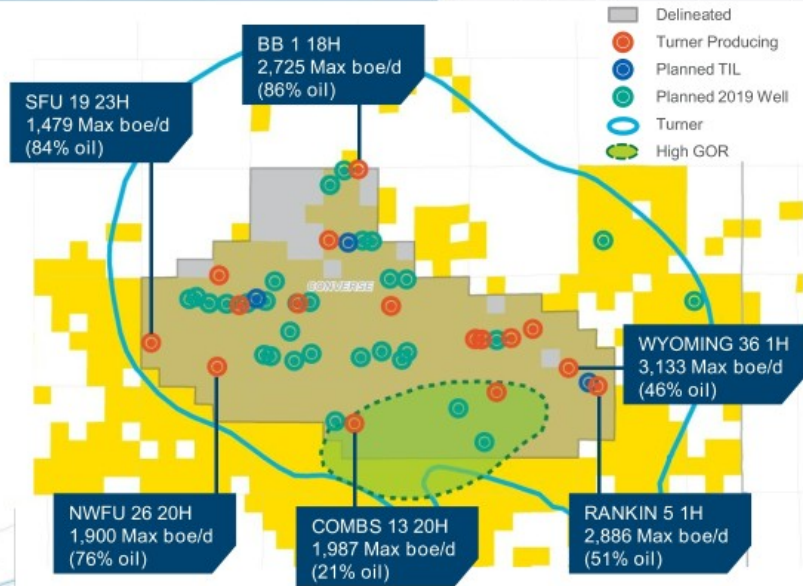 BB 1 18H
2,725 Max boe/d
(86% oil)
Delineated
Turner Producing
Planned TIL
Planned 2019 Well
Turner
High GOR
SFU 19 23H
1,479 Max boe/d
(84% oil)
CONVERSE
WYOMING 36 1H
3,133 Max boe/d
(46% oil)
NWFU 26 20H
1,900 Max boe/d
(76% oil)
COMBS 13 20H
1,987 Max boe/d
(21% oil)
RANKIN 5 1H
2,886 Max boe/d
(51% oil)